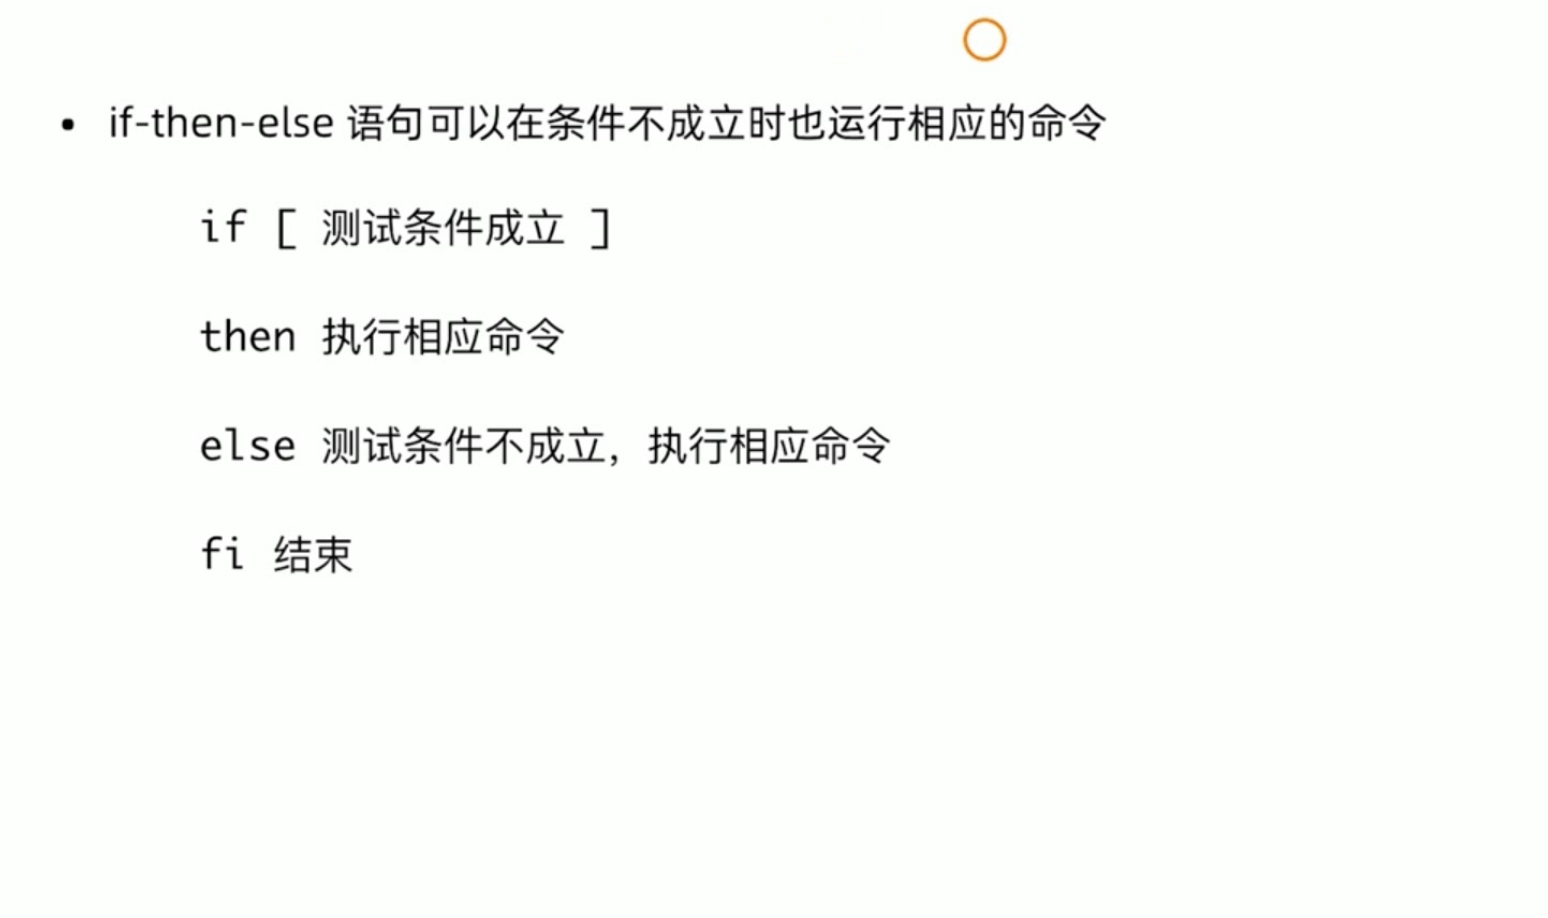 • if-then-else 语句可以在条件不成立时也运行相应的命令
if [ 测试条件成立 ]
then 执行相应命令
else 测试条件不成立，执行相应命令
fi 结束